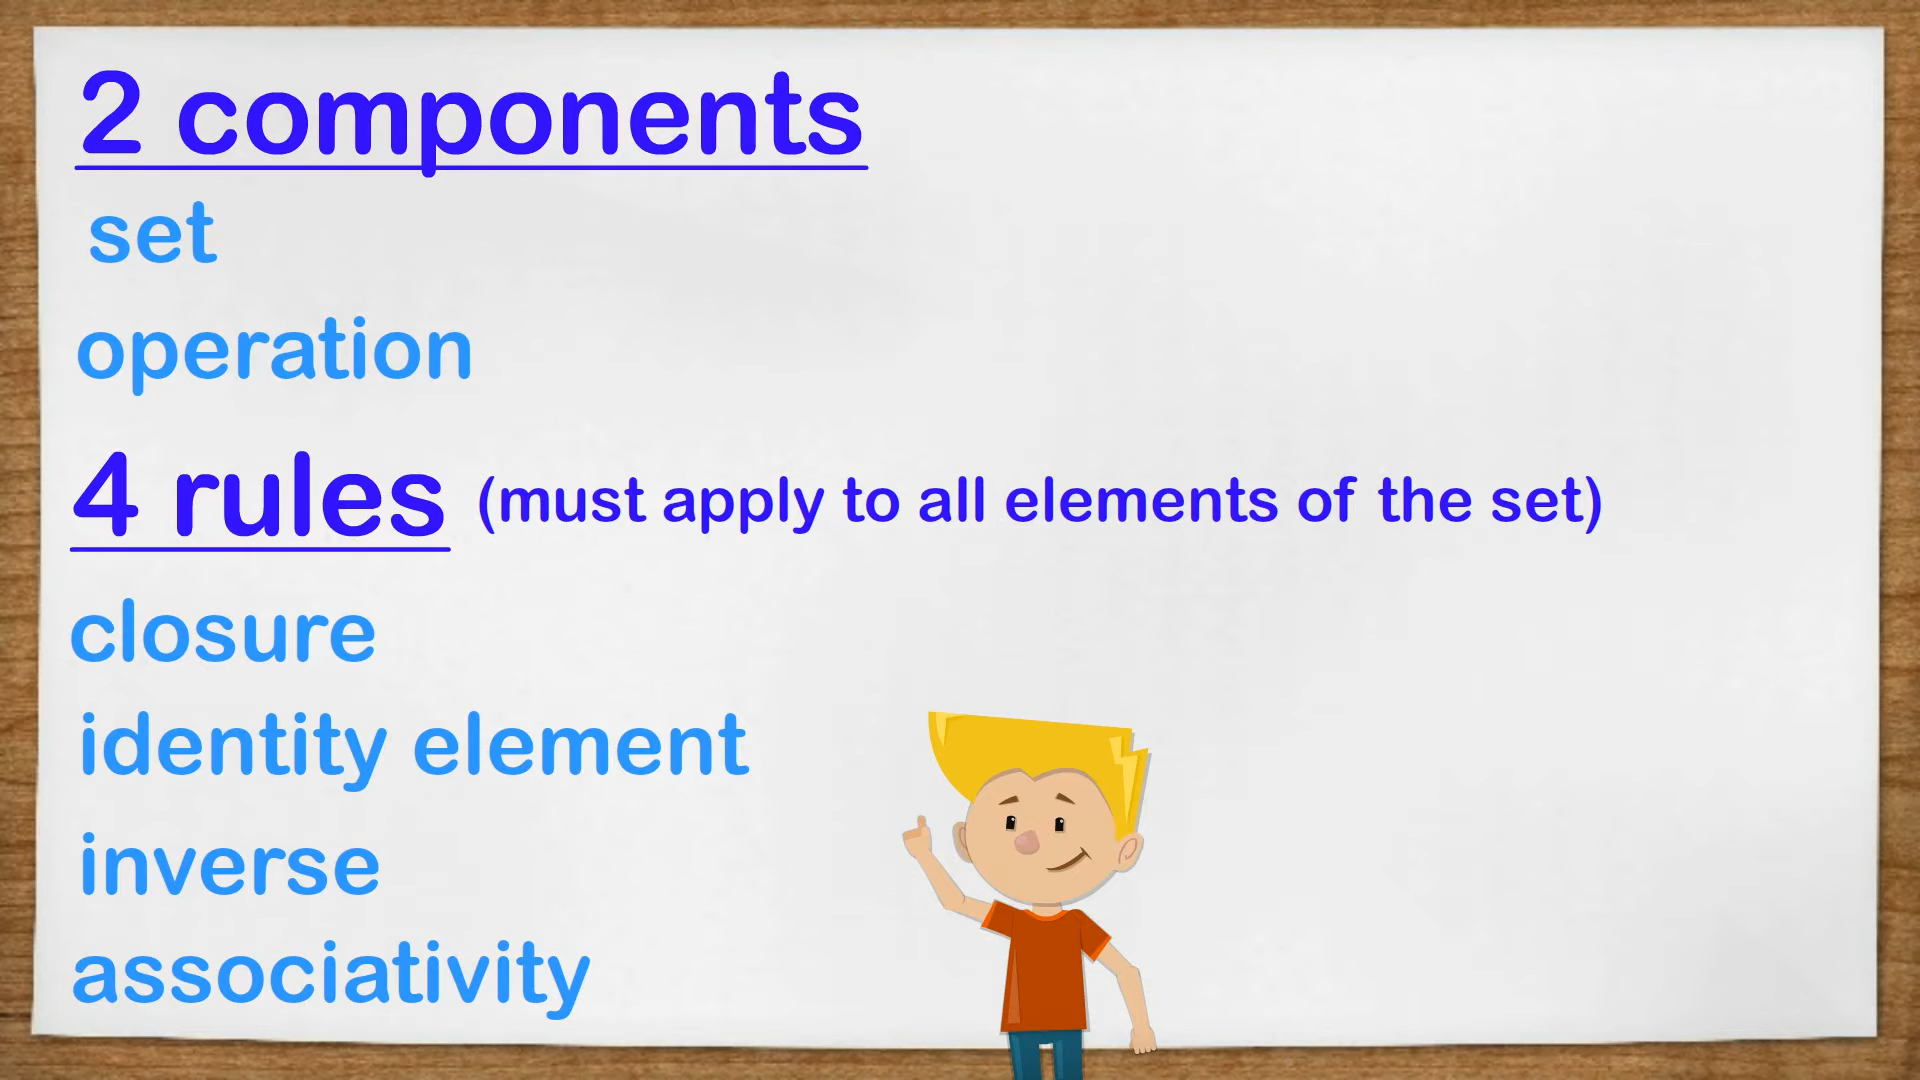 2 components
set
operation
4 rules (must apply to all elements of the set)
closure
identity element
inverse
associativity